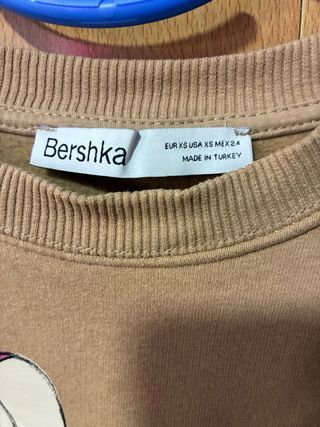 Bershka
EUR XS USA XS MEX 24
MADE IN TURKEY